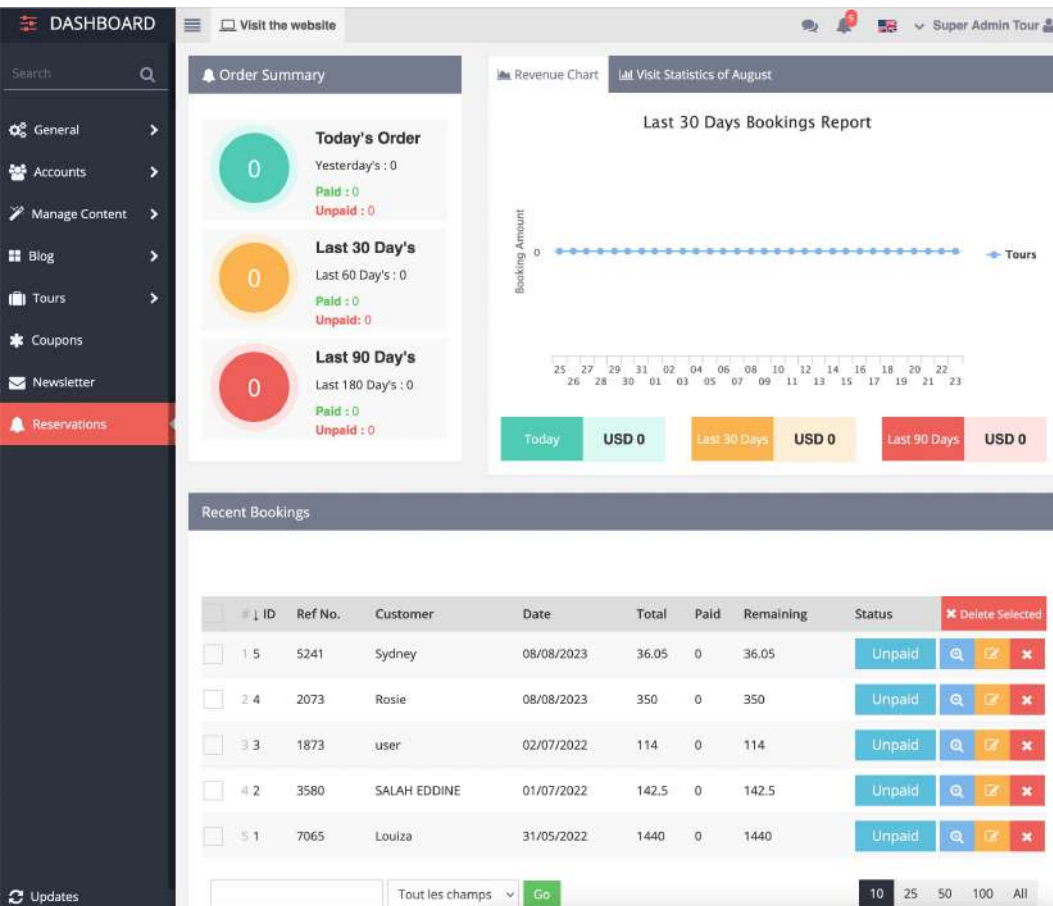 DASHBOARD
Visit the website
5
Super Admin Tour
Search
General
Accounts
Manage Content
Blog
Tours
Coupons
Newsletter
Reservations
Updates
Order Summary
0
Today's Order
Yesterday's : 0
Paid : 0
Unpaid : 0
0
Last 30 Day's
Last 60 Day's : 0
Paid : 0
Unpaid: 0
0
Last 90 Day's
Last 180 Day's : 0
Paid : 0
Unpaid : 0
Revenue Chart
Visit Statistics of August
Last 30 Days Bookings Report
Booking Amount
0
Tours
25 27 29 31 02 04 06 08 10 12 14 16 18 20 22
26 28 30 01 03 05 07 09 11 13 15 17 19 21 23
Today USD 0 Last 30 Days USD 0 Last 90 Days USD 0
Recent Bookings
# ↓ ID Ref No. Customer Date Total Paid Remaining Status Delete Selected
1 5 5241 Sydney 08/08/2023 36.05 0 36.05 Unpaid
2 4 2073 Rosie 08/08/2023 350 0 350 Unpaid
3 3 1873 user 02/07/2022 114 0 114 Unpaid
4 2 3580 SALAH EDDINE 01/07/2022 142.5 0 142.5 Unpaid
5 1 7065 Louiza 31/05/2022 1440 0 1440 Unpaid
Tout les champs Go 10 25 50 100 All